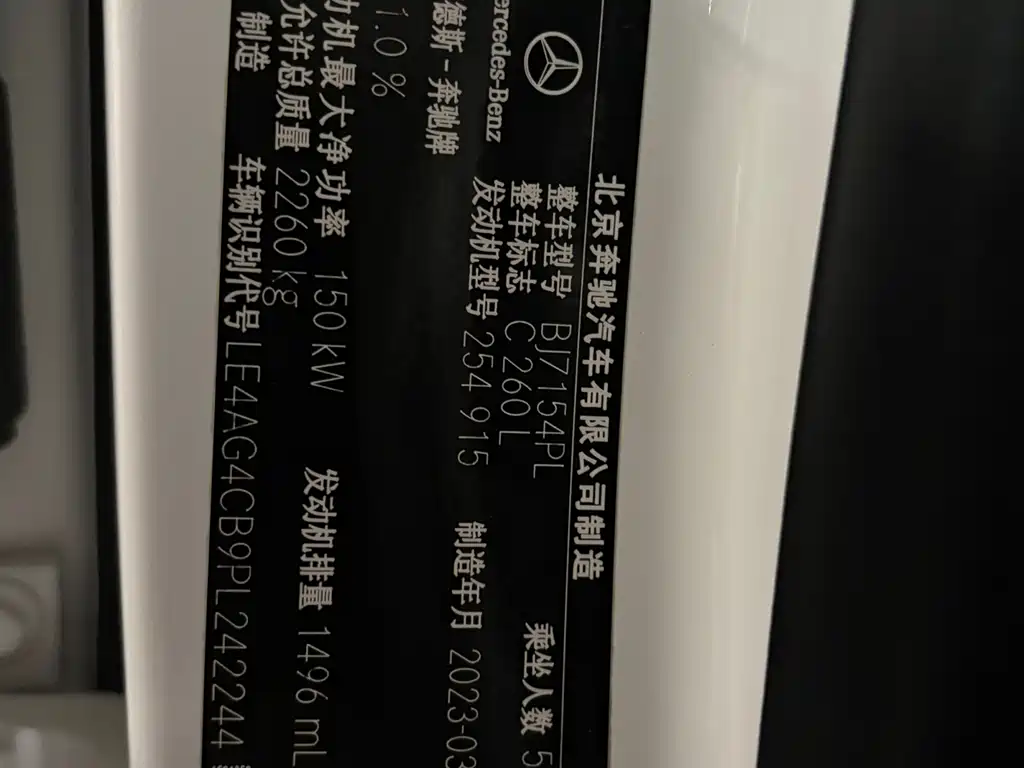 北京奔驰汽车有限公司制造
整车型号 BJ7154PL
整车标志 C 260 L 乘坐人数 5
Mercedes-Benz
发动机型号 254 915 制造年月 2023-03
德斯-奔驰牌
1.0 %
机最大净功率 150 kW 发动机排量 1496 mL
允许总质量 2260 kg
制造
车辆识别代号 LE4AG4CB9PL242244